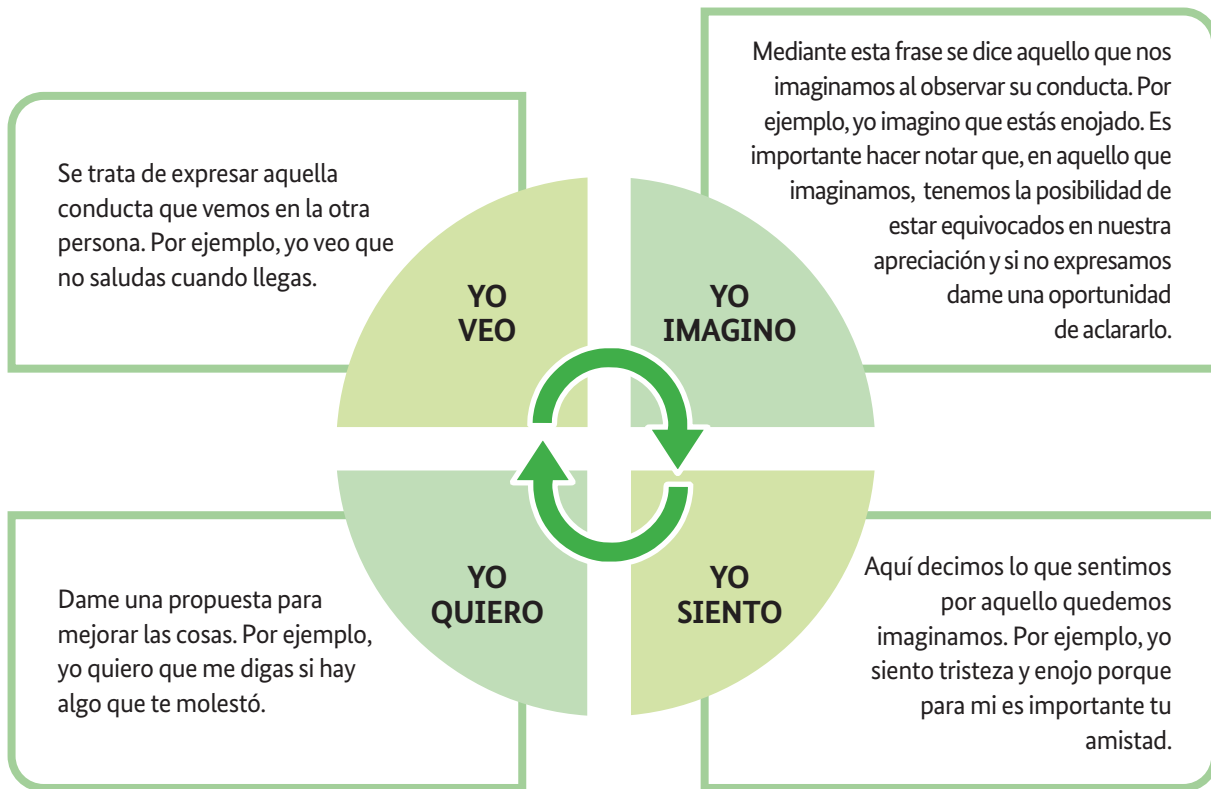 Se trata de expresar aquella
conducta que vemos en la otra
persona. Por ejemplo, yo veo que
no saludas cuando llegas.
YO
VEO
Mediante esta frase se dice aquello que nos
imaginamos al observar su conducta. Por
ejemplo, yo imagino que estás enojado. Es
importante hacer notar que, en aquello que
imaginamos, tenemos la posibilidad de
estar equivocados en nuestra
apreciación y si no expresamos
dame una oportunidad
de aclararlo.
YO
IMAGINO
Dame una propuesta para
mejorar las cosas. Por ejemplo,
yo quiero que me digas si hay
algo que te molestó.
YO
QUIERO
YO
SIENTO
Aquí decimos lo que sentimos
por aquello quedemos
imaginamos. Por ejemplo, yo
siento tristeza y enojo porque
para mi es importante tu
amistad.